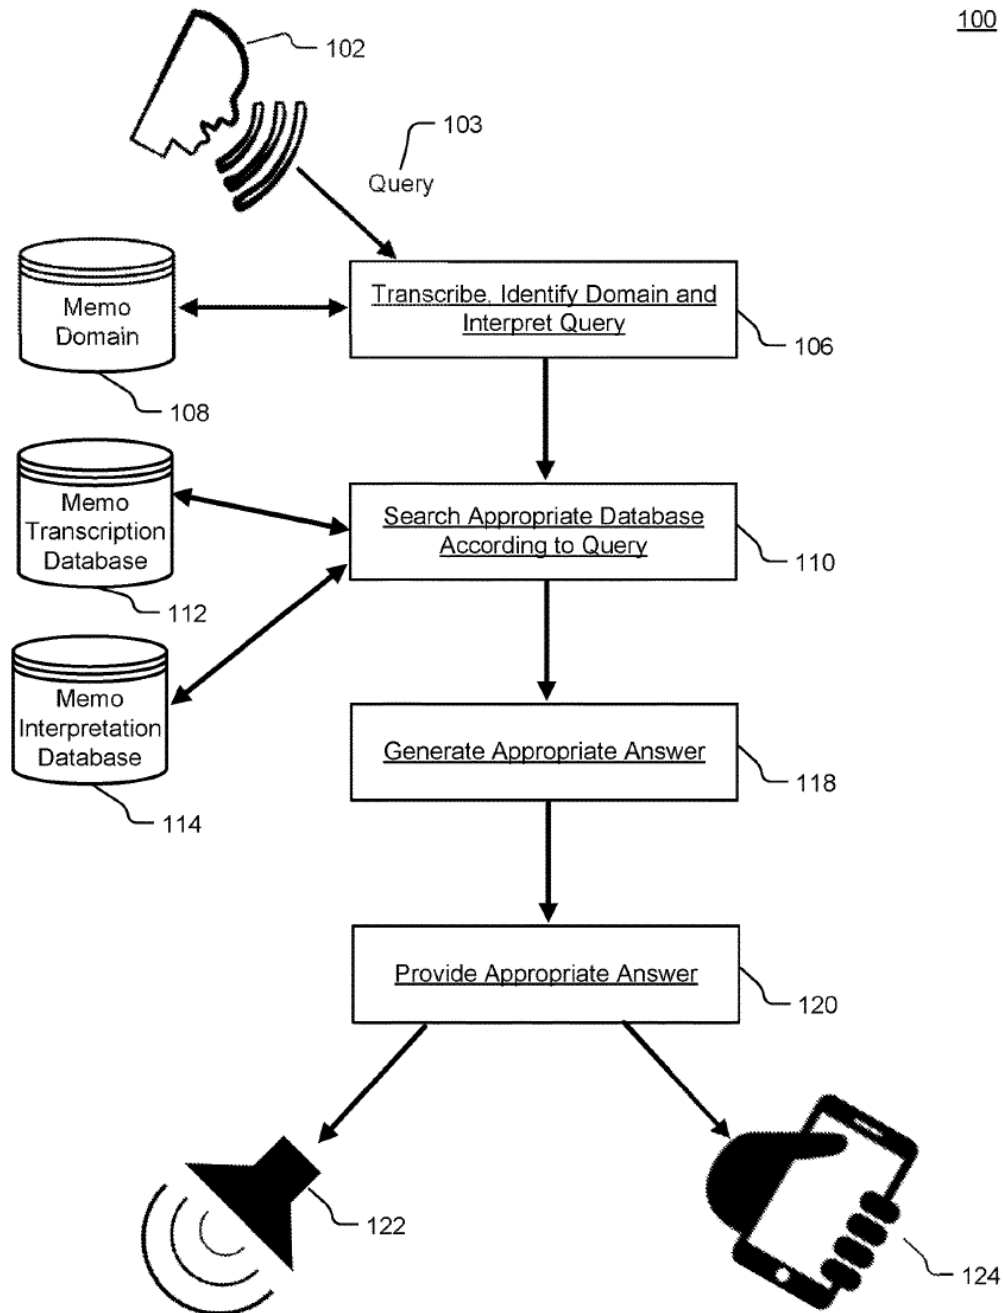 100
102
103
Query
Memo
Domain
108
Transcribe, Identify Domain and
Interpret Query
106
Memo
Transcription
Database
112
Search Appropriate Database
According to Query
110
Memo
Interpretation
Database
114
Generate Appropriate Answer
118
Provide Appropriate Answer
120
122
124